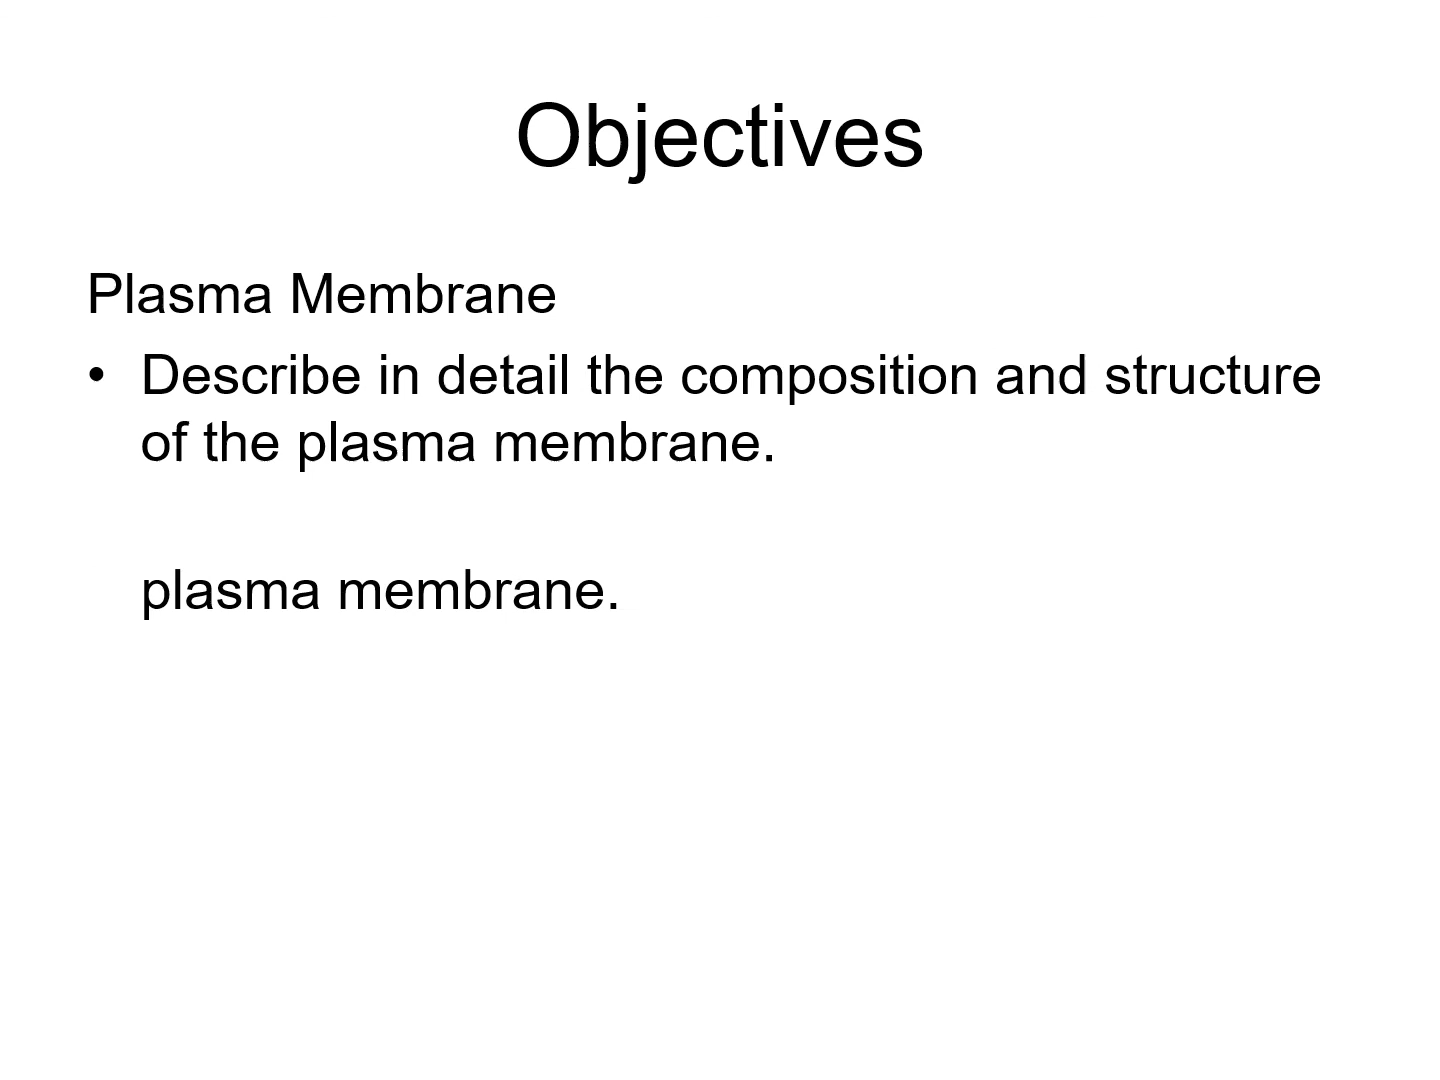 Objectives
Plasma Membrane
• Describe in detail the composition and structure
of the plasma membrane.
plasma membrane.